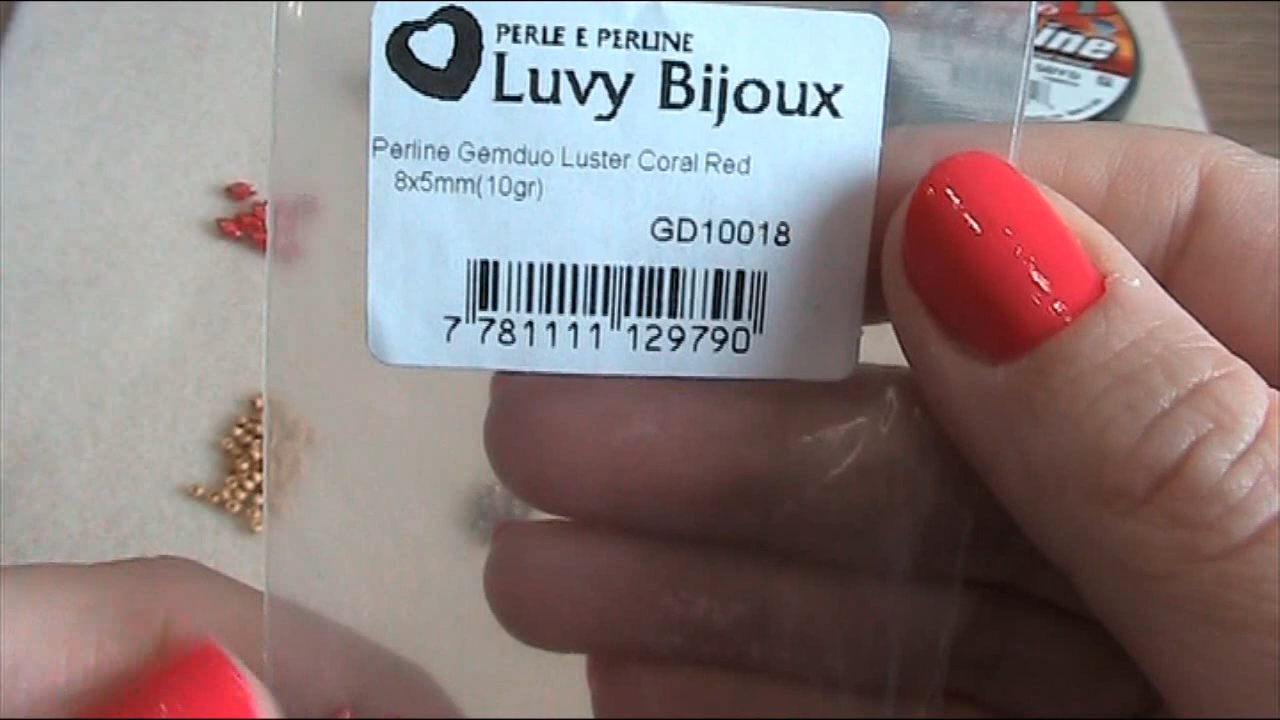 PERLE E PERLINE
Luvy Bijoux
Perline Gemduo Luster Coral Red
8x5mm(10gr)
GD10018
7 781111 129790